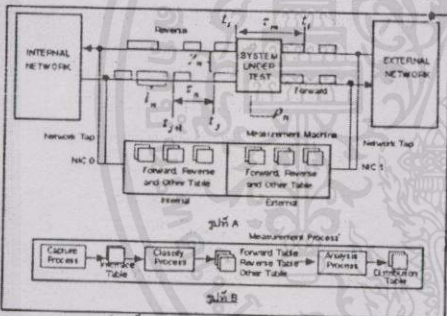 Reverse
INTERNAL
NETWORK
SYSTEM
UNDER
TEST
EXTERNAL
NETWORK
Forward
Network Tap
Measurement Machine
Network Tap
NIC 0
Forward, Reverse
and Other Table
Forward, Reverse
and Other Table
NIC 1
Internal
External
รูปที่ A
Measurement Process
Capture
Process
Interface
Table
Classify
Process
Forward Table
Reverse Table
Other Table
Analysis
Process
Distribution
Table
รูปที่ B